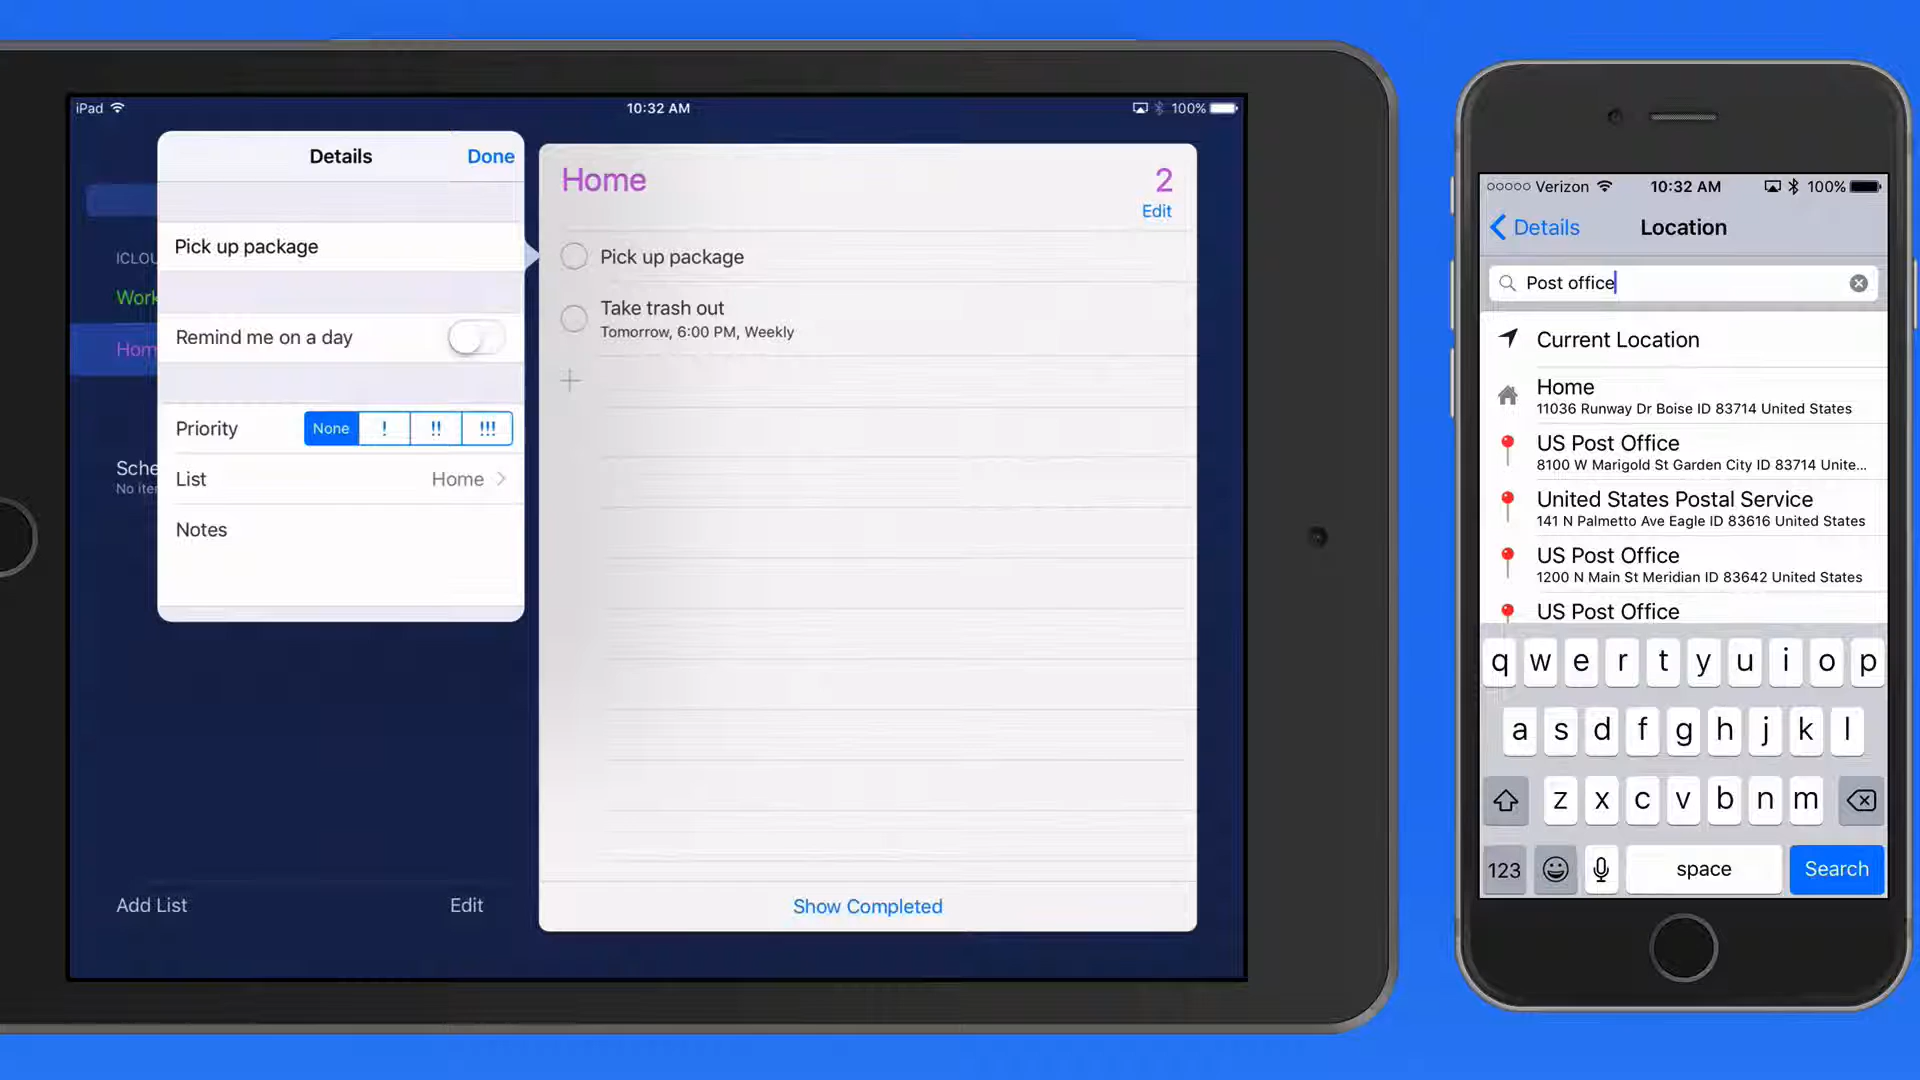 iPad
10:32 AM
100%
Details
Done
Pick up package
Remind me on a day
Priority
None
!
!!
!!!
List
Home
Notes
Work
Sche
Add List
Edit
Home
2
Edit
Pick up package
Take trash out
Tomorrow, 6:00 PM, Weekly
Show Completed
Verizon
10:32 AM
100%
Details
Location
Post office
Current Location
Home
11036 Runway Dr Boise ID 83714 United States
US Post Office
8100 W Marigold St Garden City ID 83714 Unite...
United States Postal Service
141 N Palmetto Ave Eagle ID 83616 United States
US Post Office
1200 N Main St Meridian ID 83642 United States
US Post Office
q w e r t y u i o p
a s d f g h j k l
z x c v b n m
123
space
Search